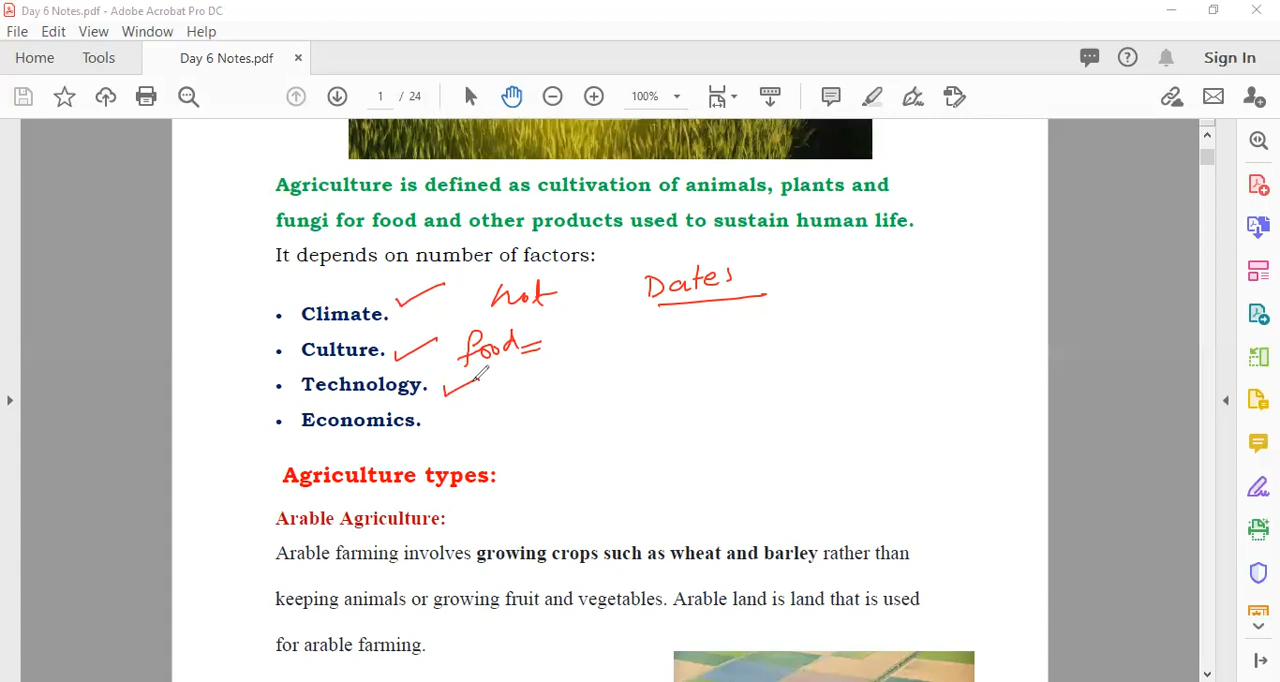 Day 6 Notes.pdf - Adobe Acrobat Pro DC
File Edit View Window Help
Home Tools Day 6 Notes.pdf × Sign In
1 / 24 100%
Agriculture is defined as cultivation of animals, plants and
fungi for food and other products used to sustain human life.
It depends on number of factors:
• Climate. hot Dates
• Culture. food
• Technology.
• Economics.
Agriculture types:
Arable Agriculture:
Arable farming involves growing crops such as wheat and barley rather than
keeping animals or growing fruit and vegetables. Arable land is land that is used
for arable farming.